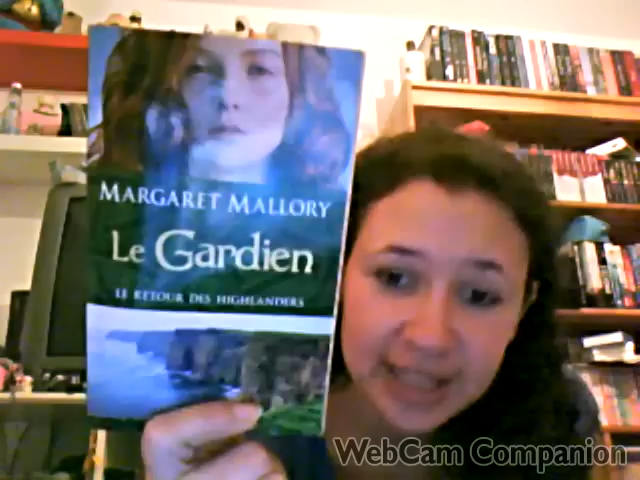 MARGARET MALLORY
Le Gardien
LE RETOUR DES HIGHLANDERS
WebCam Companion